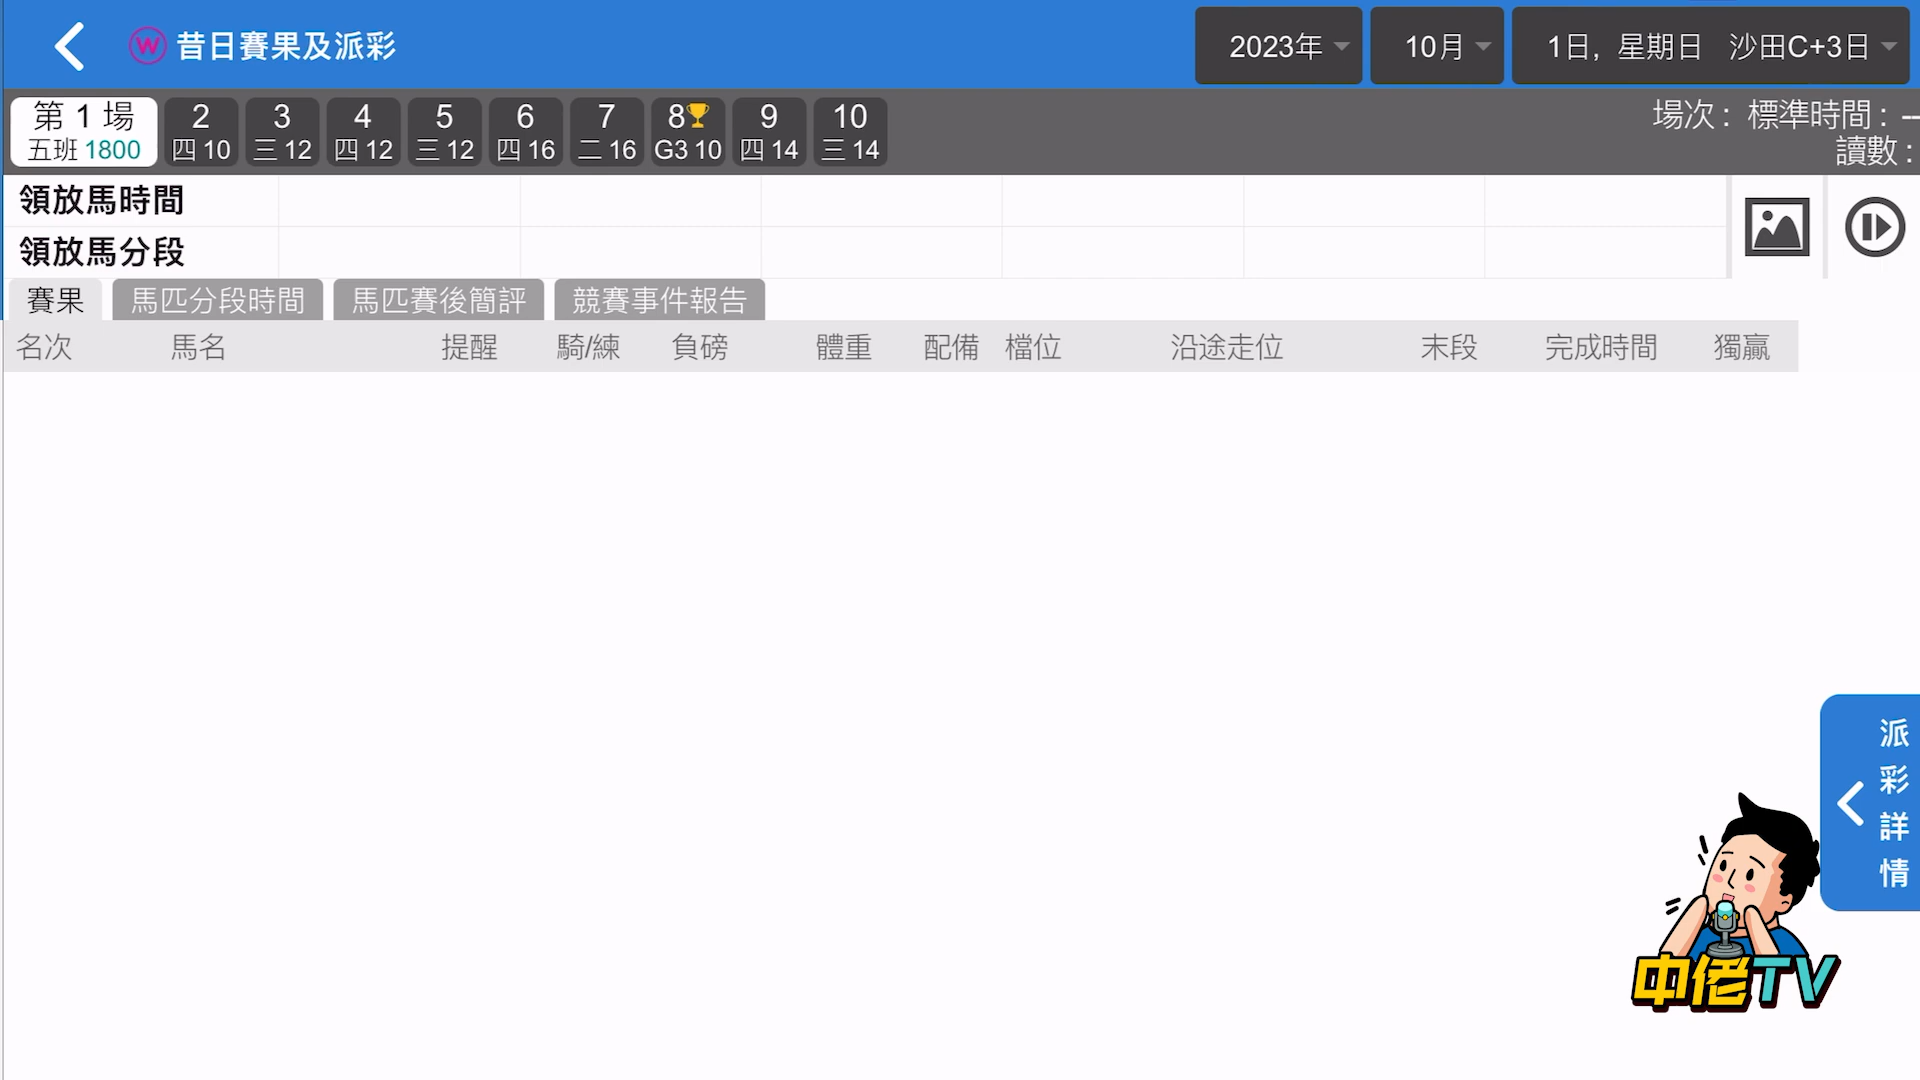 W 昔日賽果及派彩 2023年 10月 1日, 星期日 沙田C+3日
第 1 場 2 3 4 5 6 7 8 9 10
五班 1800 四 10 三 12 四 12 三 12 四 16 二 16 G3 10 四 14 三 14
場次 : 標準時間 : --
讀數 :
領放馬時間
領放馬分段
賽果 馬匹分段時間 馬匹賽後簡評 競賽事件報告
名次 馬名 提醒 騎/練 負磅 體重 配備 檔位 沿途走位 末段 完成時間 獨贏
派彩詳情
中佬TV